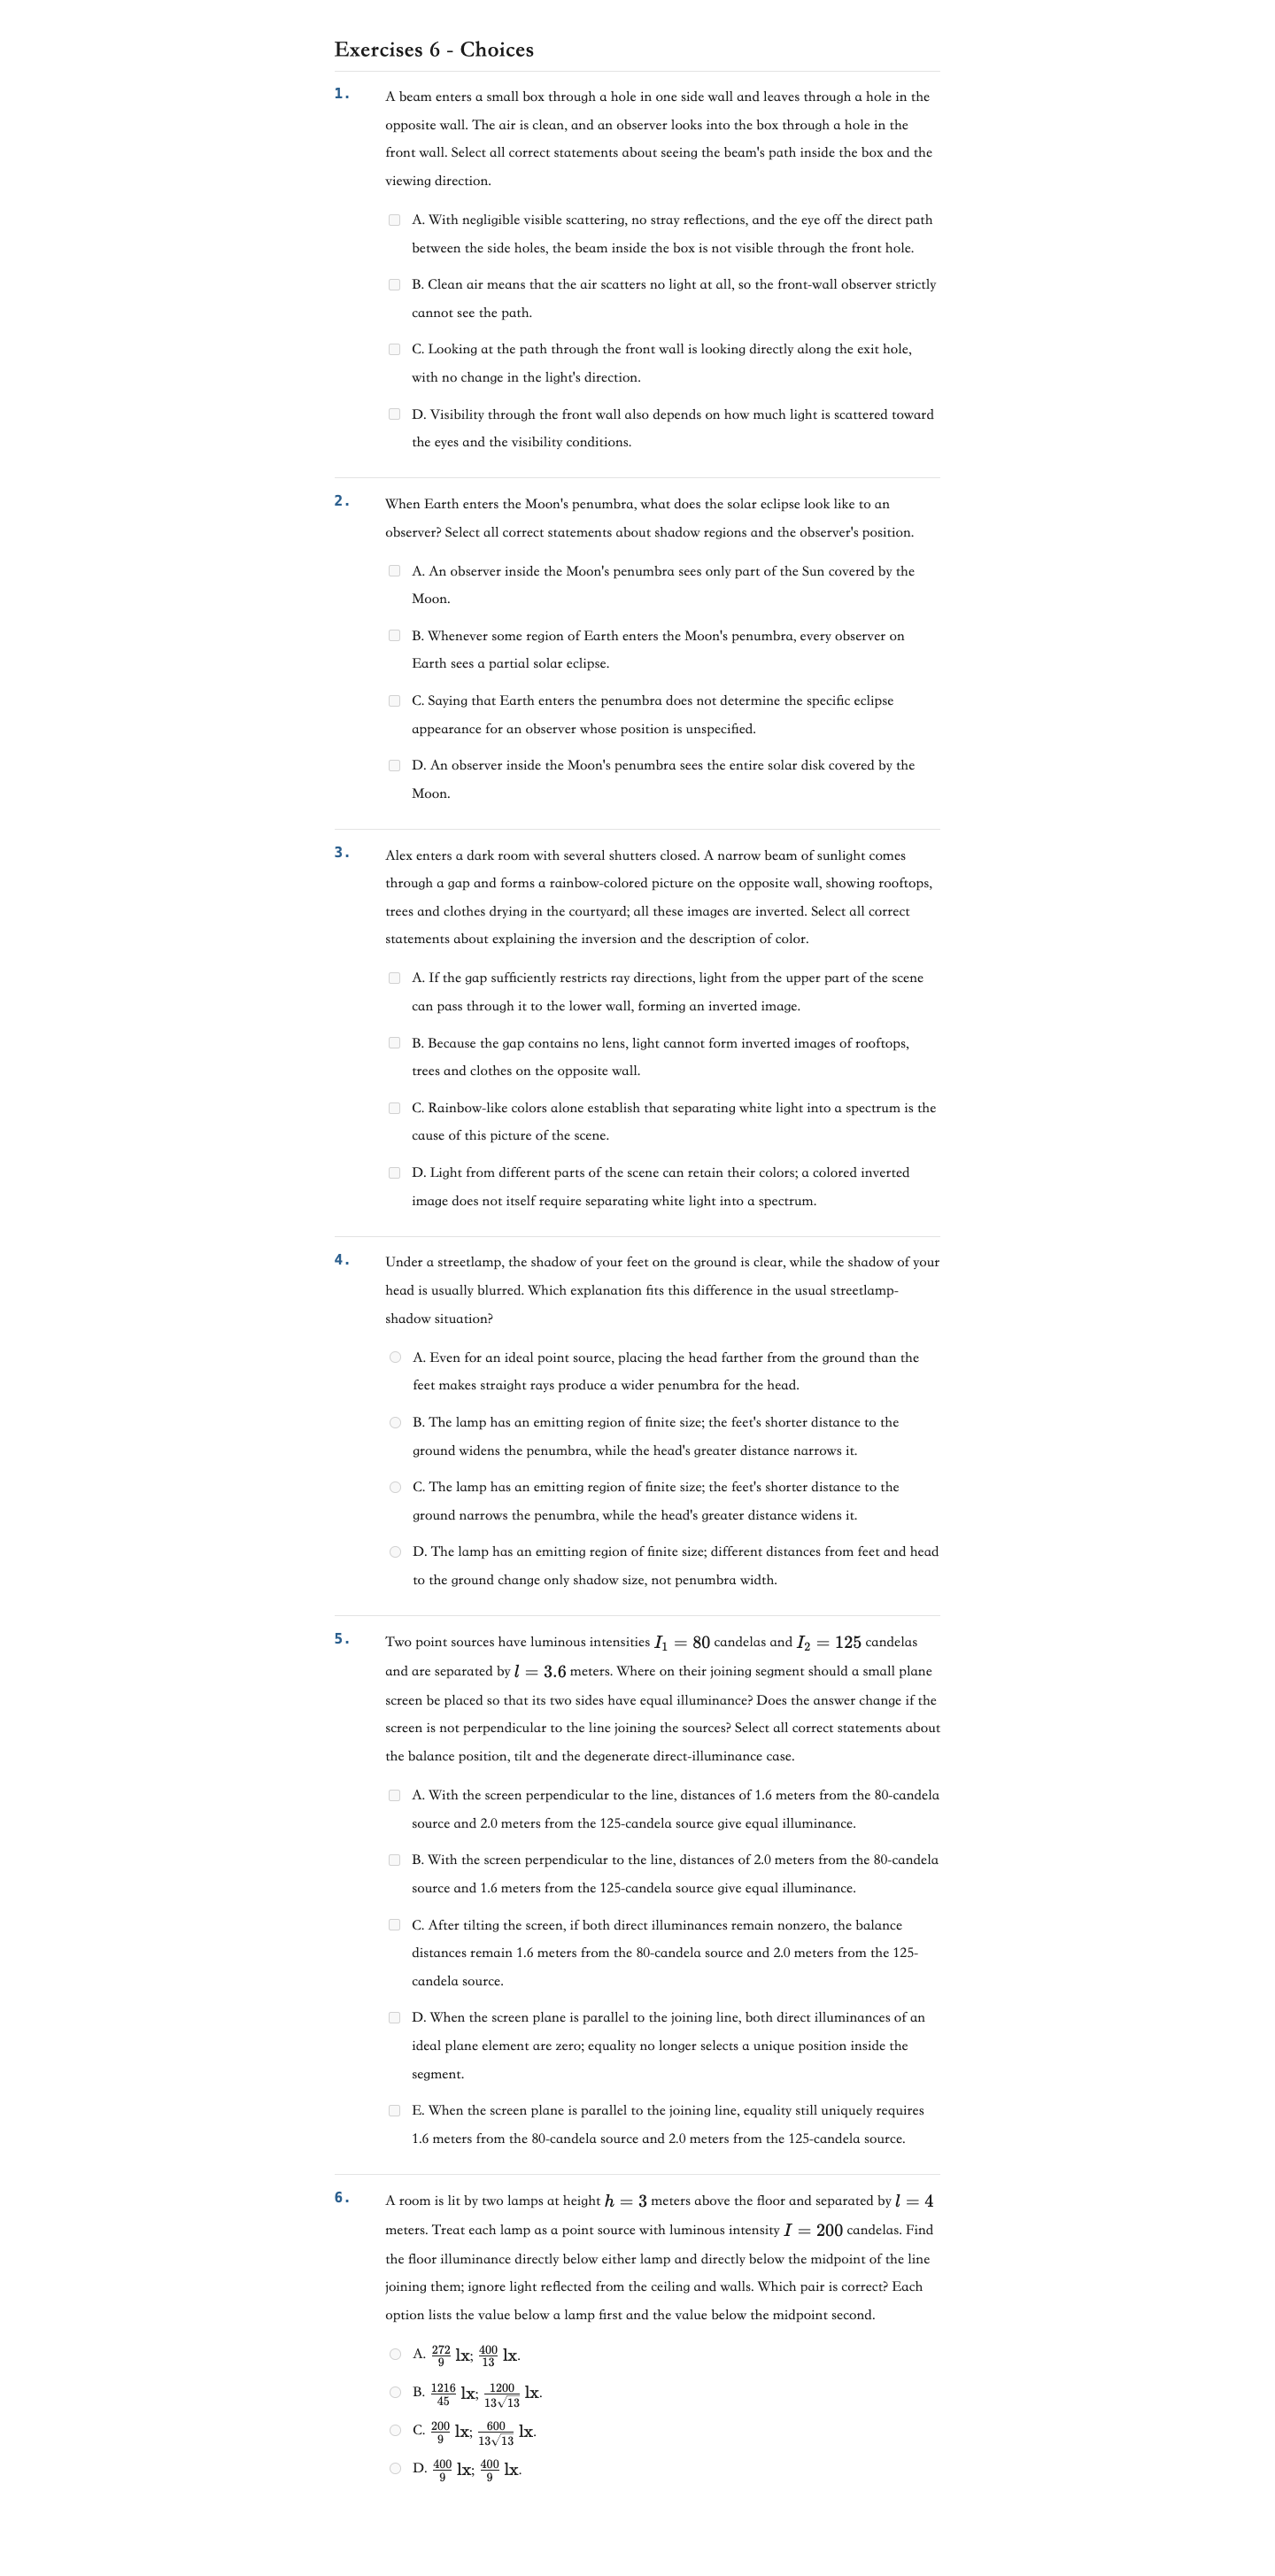 Exercises 6 - Choices
1.
A beam enters a small box through a hole in one side wall and leaves through a hole in the
opposite wall. The air is clean, and an observer looks into the box through a hole in the
front wall. Select all correct statements about seeing the beam's path inside the box and the
viewing direction.
A. With negligible visible scattering, no stray reflections, and the eye off the direct path
between the side holes, the beam inside the box is not visible through the front hole.
B. Clean air means that the air scatters no light at all, so the front-wall observer strictly
cannot see the path.
C. Looking at the path through the front wall is looking directly along the exit hole,
with no change in the light's direction.
D. Visibility through the front wall also depends on how much light is scattered toward
the eyes and the visibility conditions.
2.
When Earth enters the Moon's penumbra, what does the solar eclipse look like to an
observer? Select all correct statements about shadow regions and the observer's position.
A. An observer inside the Moon's penumbra sees only part of the Sun covered by the
Moon.
B. Whenever some region of Earth enters the Moon's penumbra, every observer on
Earth sees a partial solar eclipse.
C. Saying that Earth enters the penumbra does not determine the specific eclipse
appearance for an observer whose position is unspecified.
D. An observer inside the Moon's penumbra sees the entire solar disk covered by the
Moon.
3.
Alex enters a dark room with several shutters closed. A narrow beam of sunlight comes
through a gap and forms a rainbow-colored picture on the opposite wall, showing rooftops,
trees and clothes drying in the courtyard; all these images are inverted. Select all correct
statements about explaining the inversion and the description of color.
A. If the gap sufficiently restricts ray directions, light from the upper part of the scene
can pass through it to the lower wall, forming an inverted image.
B. Because the gap contains no lens, light cannot form inverted images of rooftops,
trees and clothes on the opposite wall.
C. Rainbow-like colors alone establish that separating white light into a spectrum is the
cause of this picture of the scene.
D. Light from different parts of the scene can retain their colors; a colored inverted
image does not itself require separating white light into a spectrum.
4.
Under a streetlamp, the shadow of your feet on the ground is clear, while the shadow of your
head is usually blurred. Which explanation fits this difference in the usual streetlamp-
shadow situation?
A. Even for an ideal point source, placing the head farther from the ground than the
feet makes straight rays produce a wider penumbra for the head.
B. The lamp has an emitting region of finite size; the feet's shorter distance to the
ground widens the penumbra, while the head's greater distance narrows it.
C. The lamp has an emitting region of finite size; the feet's shorter distance to the
ground narrows the penumbra, while the head's greater distance widens it.
D. The lamp has an emitting region of finite size; different distances from feet and head
to the ground change only shadow size, not penumbra width.
5.
Two point sources have luminous intensities $I_1 = 80$ candelas and $I_2 = 125$ candelas
and are separated by $l = 3.6$ meters. Where on their joining segment should a small plane
screen be placed so that its two sides have equal illuminance? Does the answer change if the
screen is not perpendicular to the line joining the sources? Select all correct statements about
the balance position, tilt and the degenerate direct-illuminance case.
A. With the screen perpendicular to the line, distances of 1.6 meters from the 80-candela
source and 2.0 meters from the 125-candela source give equal illuminance.
B. With the screen perpendicular to the line, distances of 2.0 meters from the 80-candela
source and 1.6 meters from the 125-candela source give equal illuminance.
C. After tilting the screen, if both direct illuminances remain nonzero, the balance
distances remain 1.6 meters from the 80-candela source and 2.0 meters from the 125-
candela source.
D. When the screen plane is parallel to the joining line, both direct illuminances of an
ideal plane element are zero; equality no longer selects a unique position inside the
segment.
E. When the screen plane is parallel to the joining line, equality still uniquely requires
1.6 meters from the 80-candela source and 2.0 meters from the 125-candela source.
6.
A room is lit by two lamps at height $h = 3$ meters above the floor and separated by $l = 4$
meters. Treat each lamp as a point source with luminous intensity $I = 200$ candelas. Find
the floor illuminance directly below either lamp and directly below the midpoint of the line
joining them; ignore light reflected from the ceiling and walls. Which pair is correct? Each
option lists the value below a lamp first and the value below the midpoint second.
A. $\frac{272}{9}$ lx; $\frac{400}{13}$ lx.
B. $\frac{1216}{45}$ lx; $\frac{1200}{13\sqrt{13}}$ lx.
C. $\frac{200}{9}$ lx; $\frac{600}{13\sqrt{13}}$ lx.
D. $\frac{400}{9}$ lx; $\frac{400}{9}$ lx.